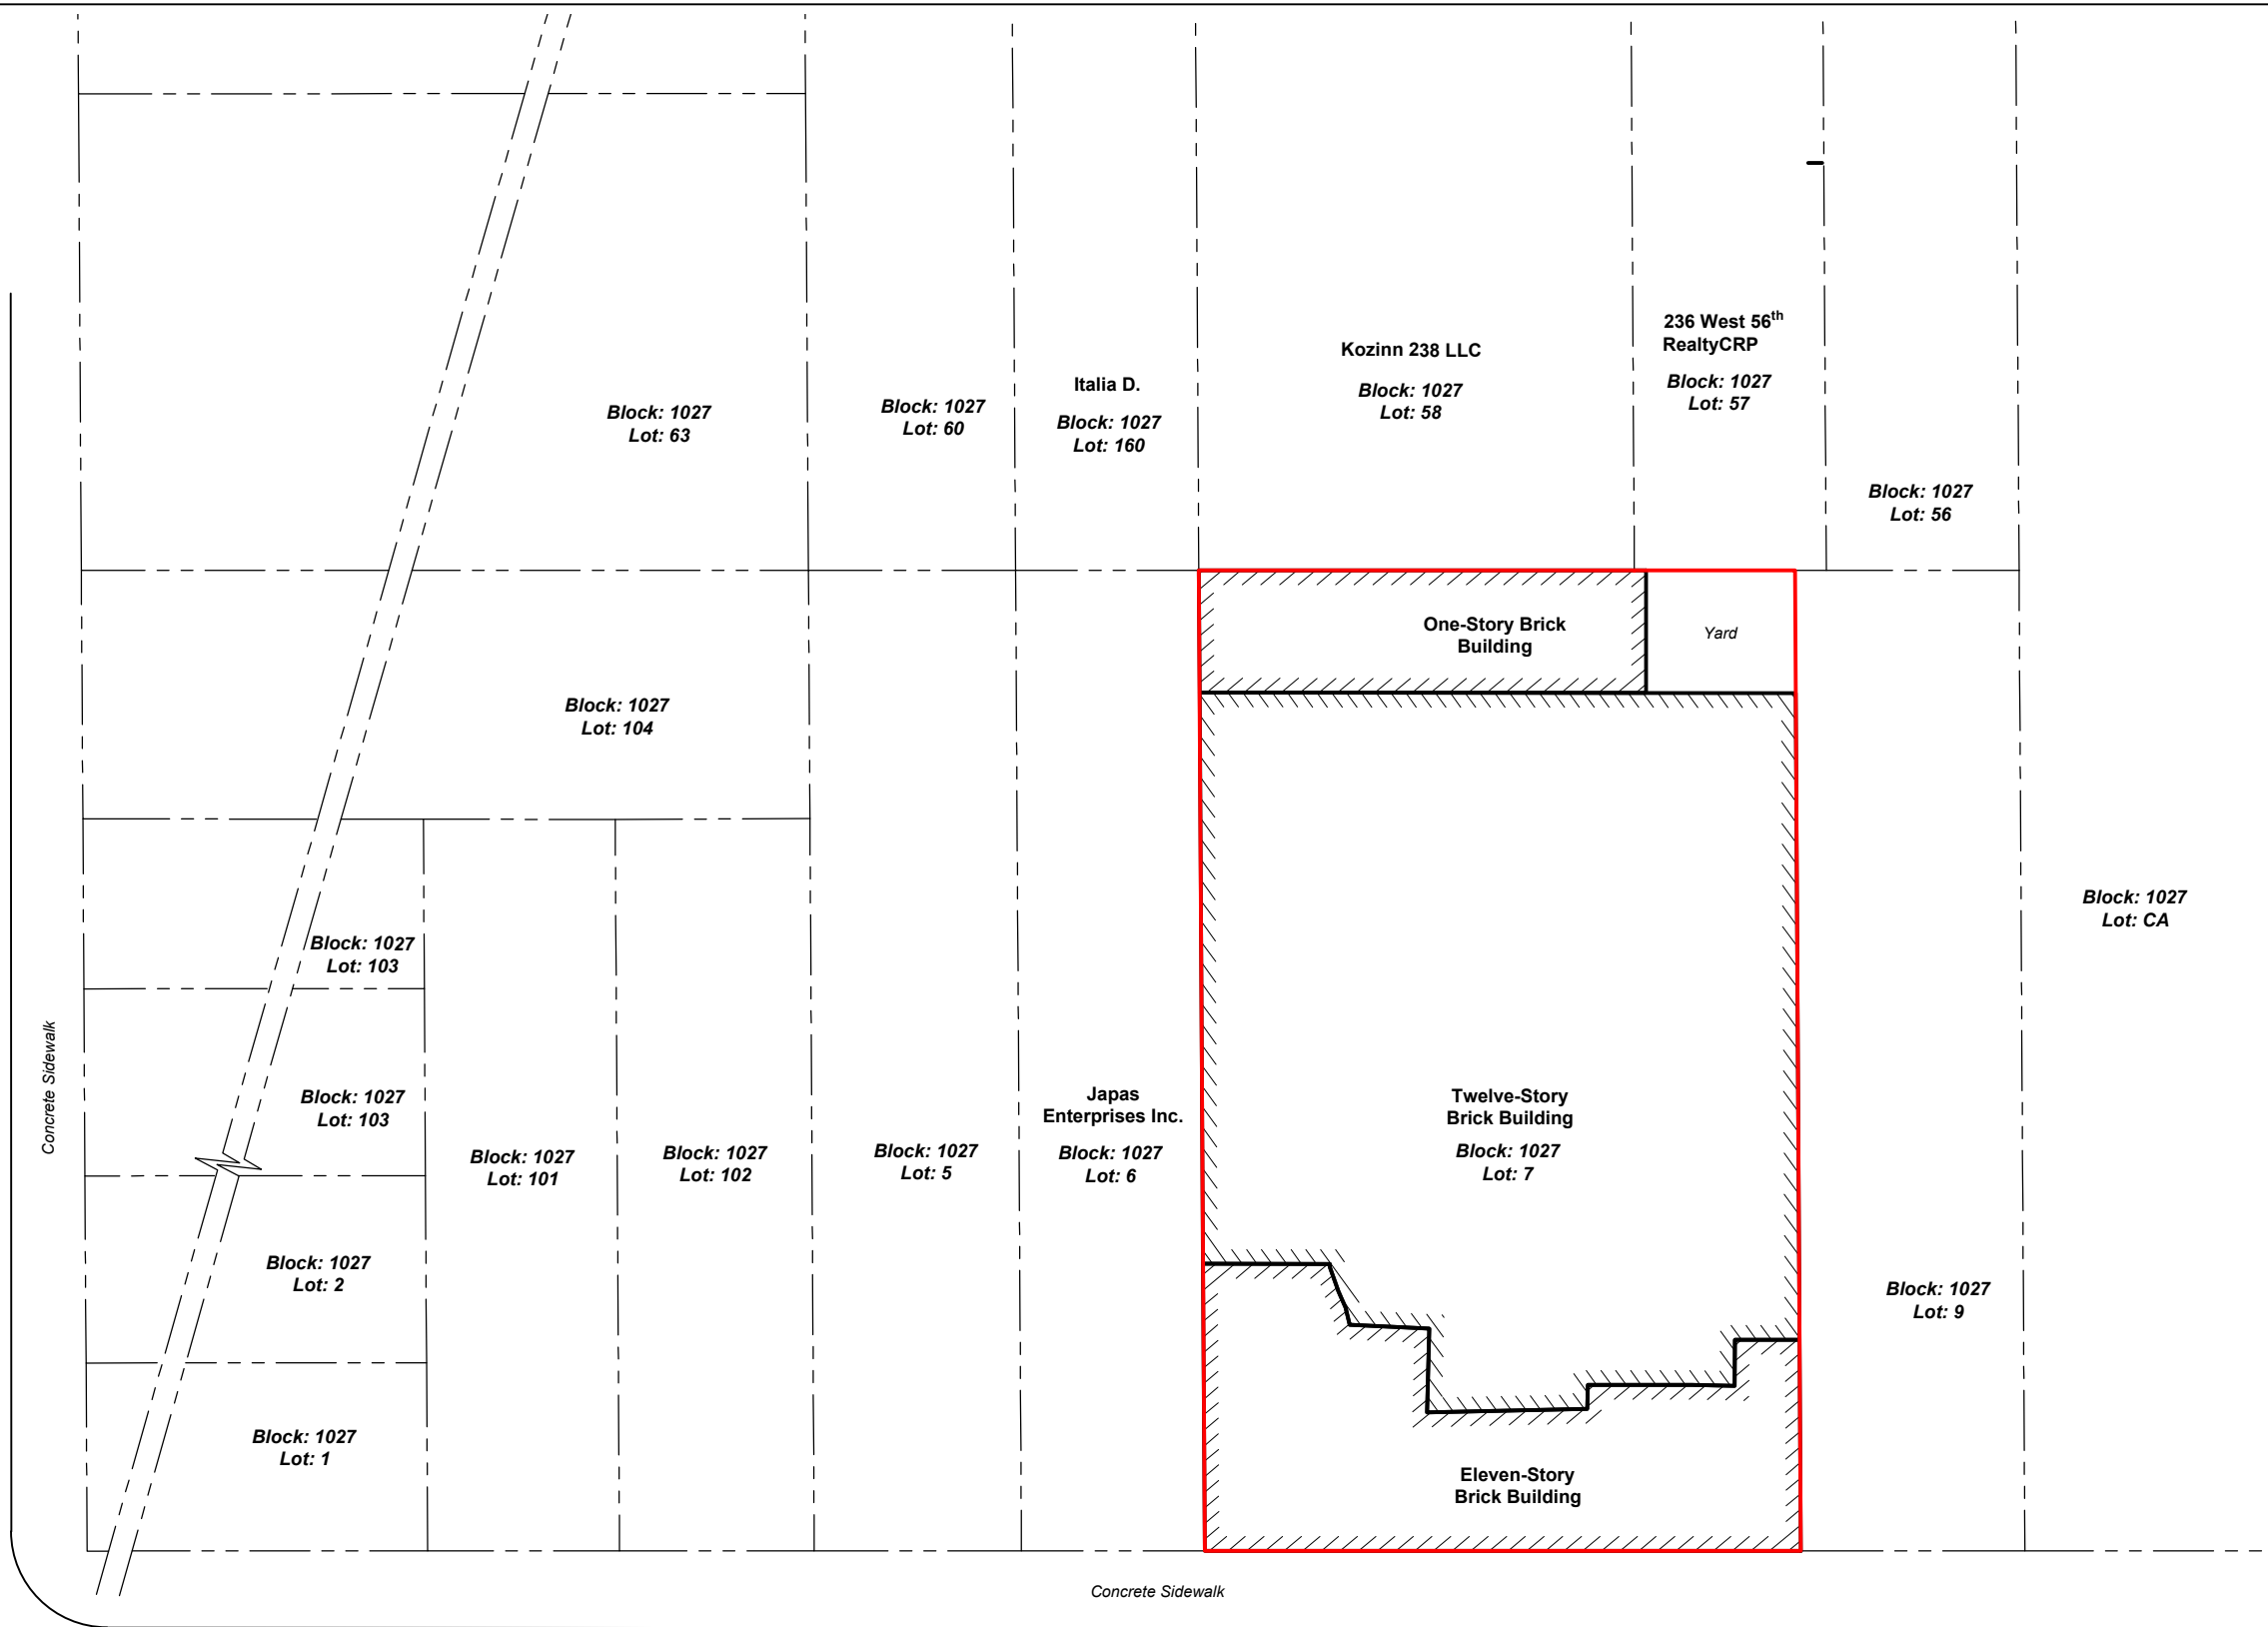 236 West 56th
RealtyCRP
Block: 1027
Lot: 57
Kozinn 238 LLC
Block: 1027
Lot: 58
Italia D.
Block: 1027
Lot: 160
Block: 1027
Lot: 60
Block: 1027
Lot: 63
Block: 1027
Lot: 56
One-Story Brick
Building
Yard
Block: 1027
Lot: 104
Block: 1027
Lot: CA
Block: 1027
Lot: 103
Concrete Sidewalk
Block: 1027
Lot: 103
Block: 1027
Lot: 101
Block: 1027
Lot: 102
Block: 1027
Lot: 5
Japas
Enterprises Inc.
Block: 1027
Lot: 6
Twelve-Story
Brick Building
Block: 1027
Lot: 7
Block: 1027
Lot: 2
Block: 1027
Lot: 9
Block: 1027
Lot: 1
Eleven-Story
Brick Building
Concrete Sidewalk